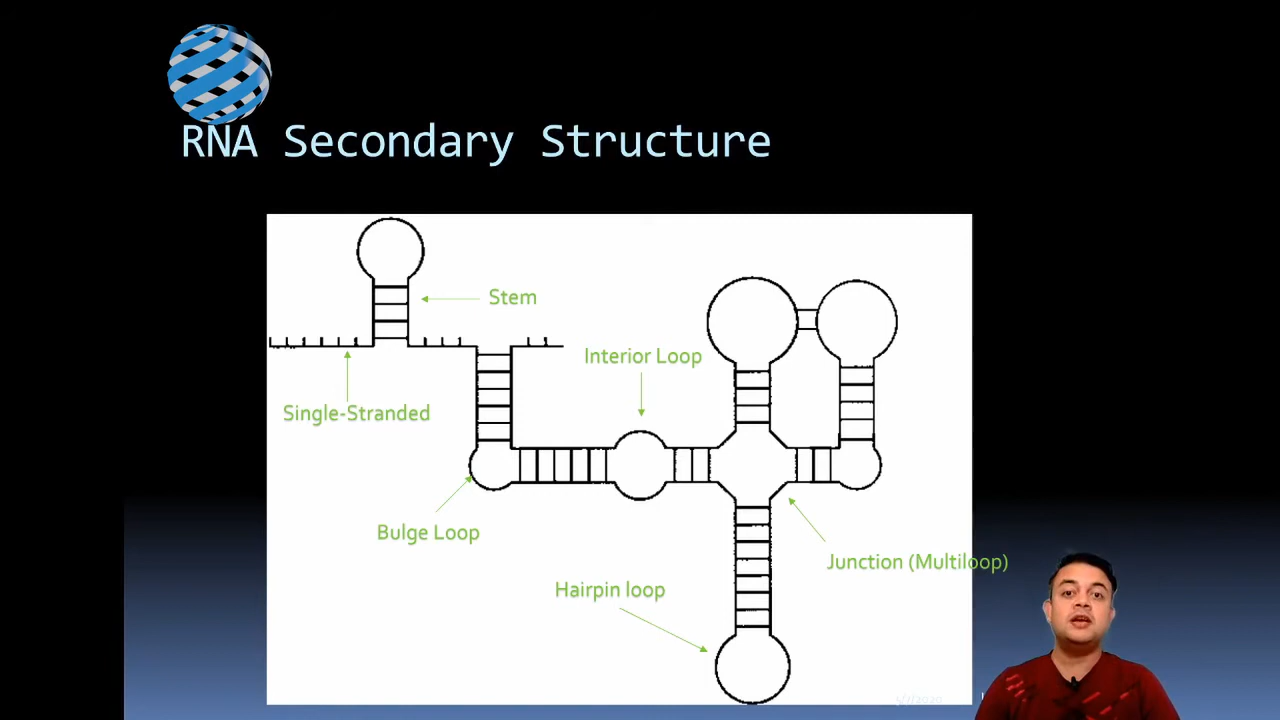 RNA Secondary Structure
Stem
Interior Loop
Single-Stranded
Bulge Loop
Junction (Multiloop)
Hairpin loop